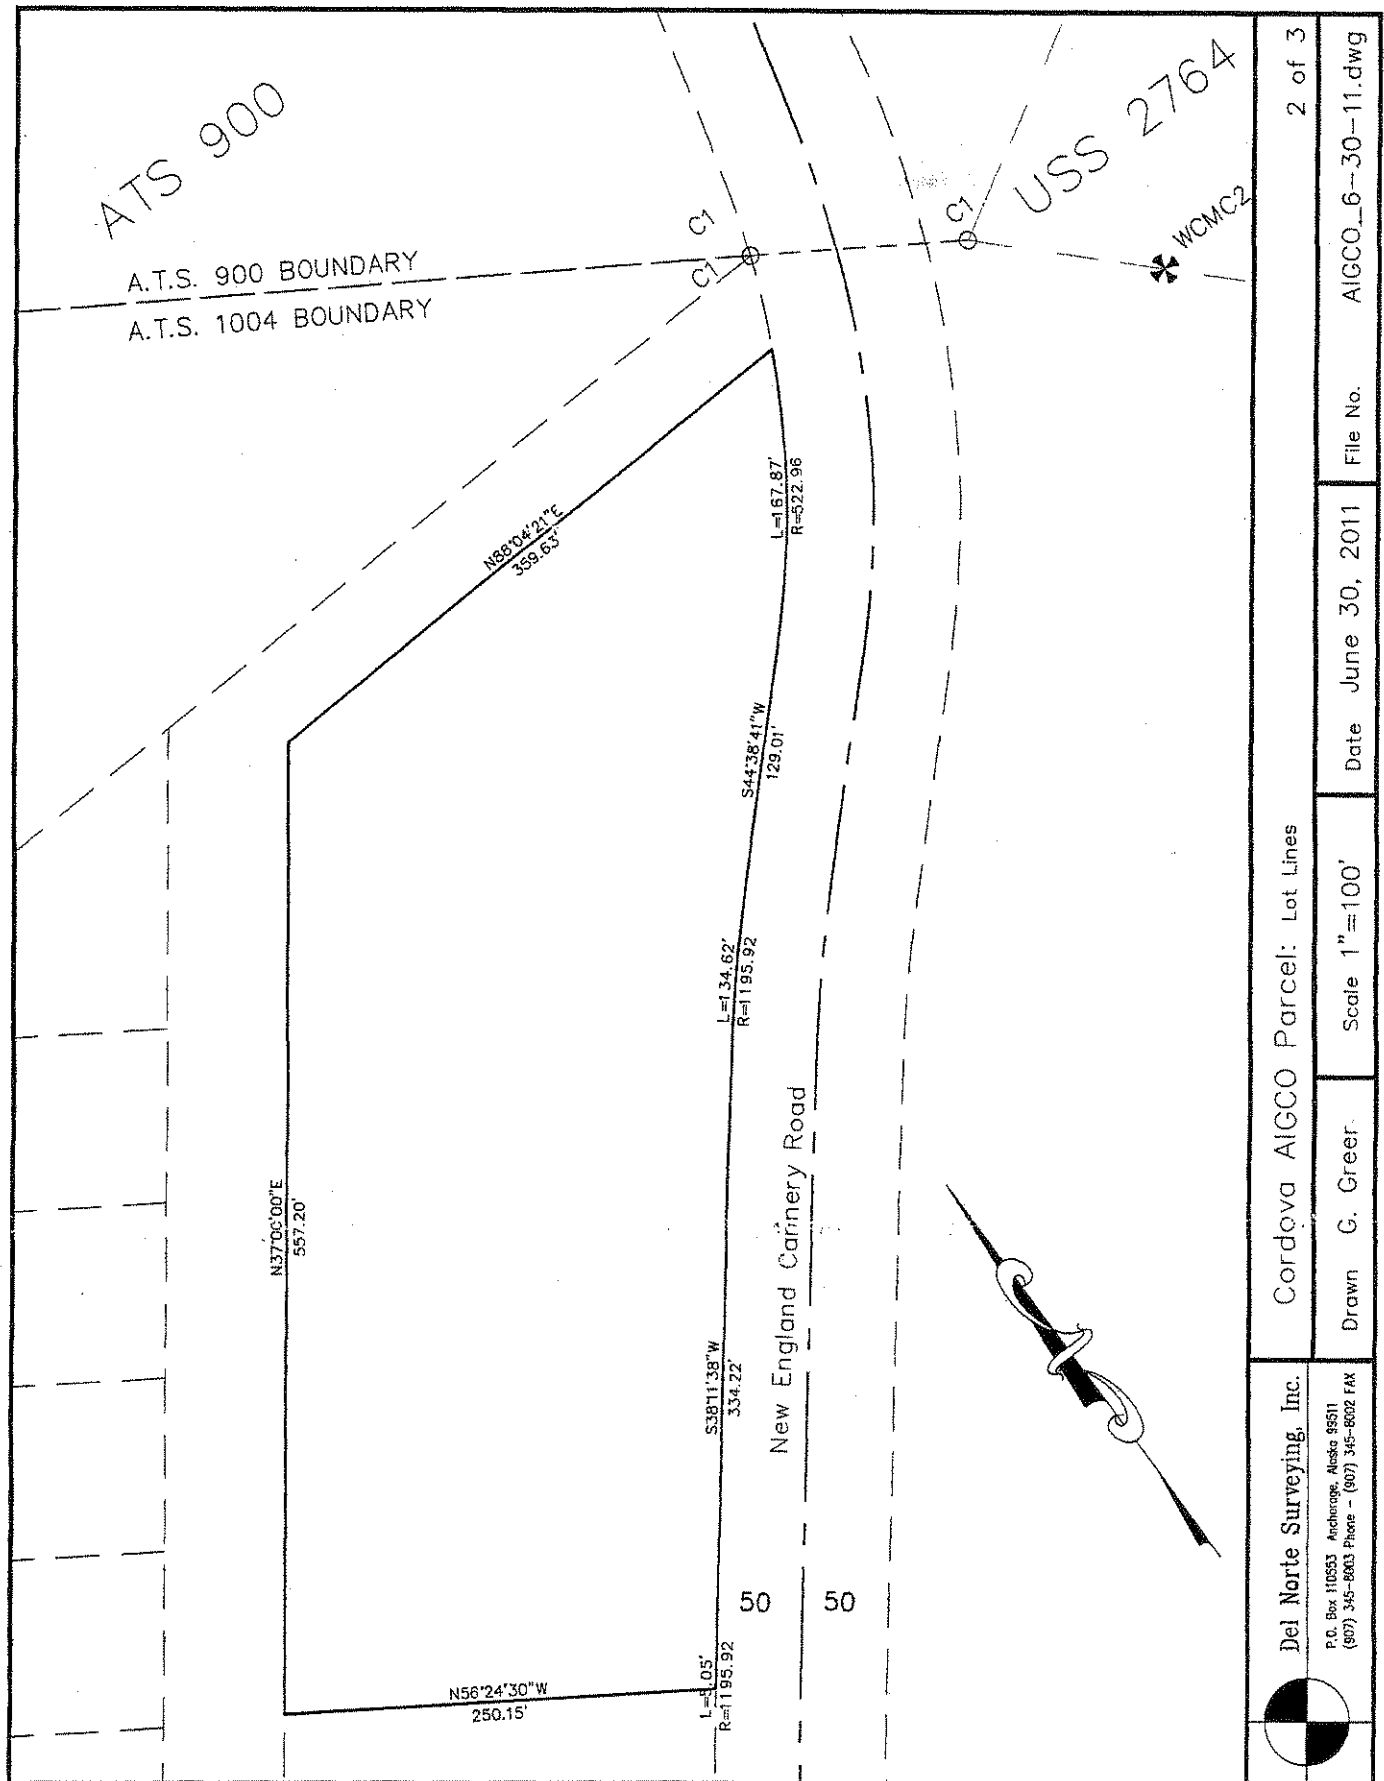 ATS 900
A.T.S. 900 BOUNDARY
A.T.S. 1004 BOUNDARY
C1
C1
C1
USS 2764
WCMC2
N88°04'21"E
359.63'
L=167.87'
R=522.96
S44°38'41"W
129.01'
L=134.62'
R=1195.92
N37°00'00"E
557.20'
S38°11'38"W
334.22'
New England Cannery Road
50
50
L=5.05'
R=1195.92
N56°24'30"W
250.15'
Cordova AIGCO Parcel: Lot Lines
2 of 3
Del Norte Surveying, Inc.
P.O. Box 110553 Anchorage, Alaska 99511
(907) 345-8003 Phone - (907) 345-8002 FAX
Drawn G. Greer
Scale 1"=100'
Date June 30, 2011
File No. AIGCO_6-30-11.dwg